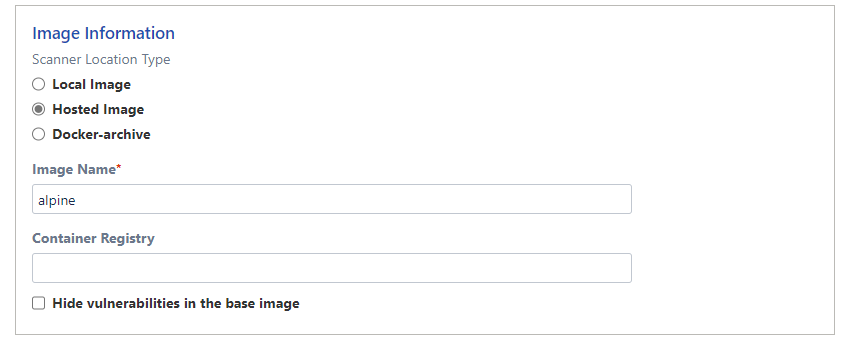 Image Information
Scanner Location Type
Local Image
Hosted Image
Docker-archive
Image Name*
alpine
Container Registry
Hide vulnerabilities in the base image